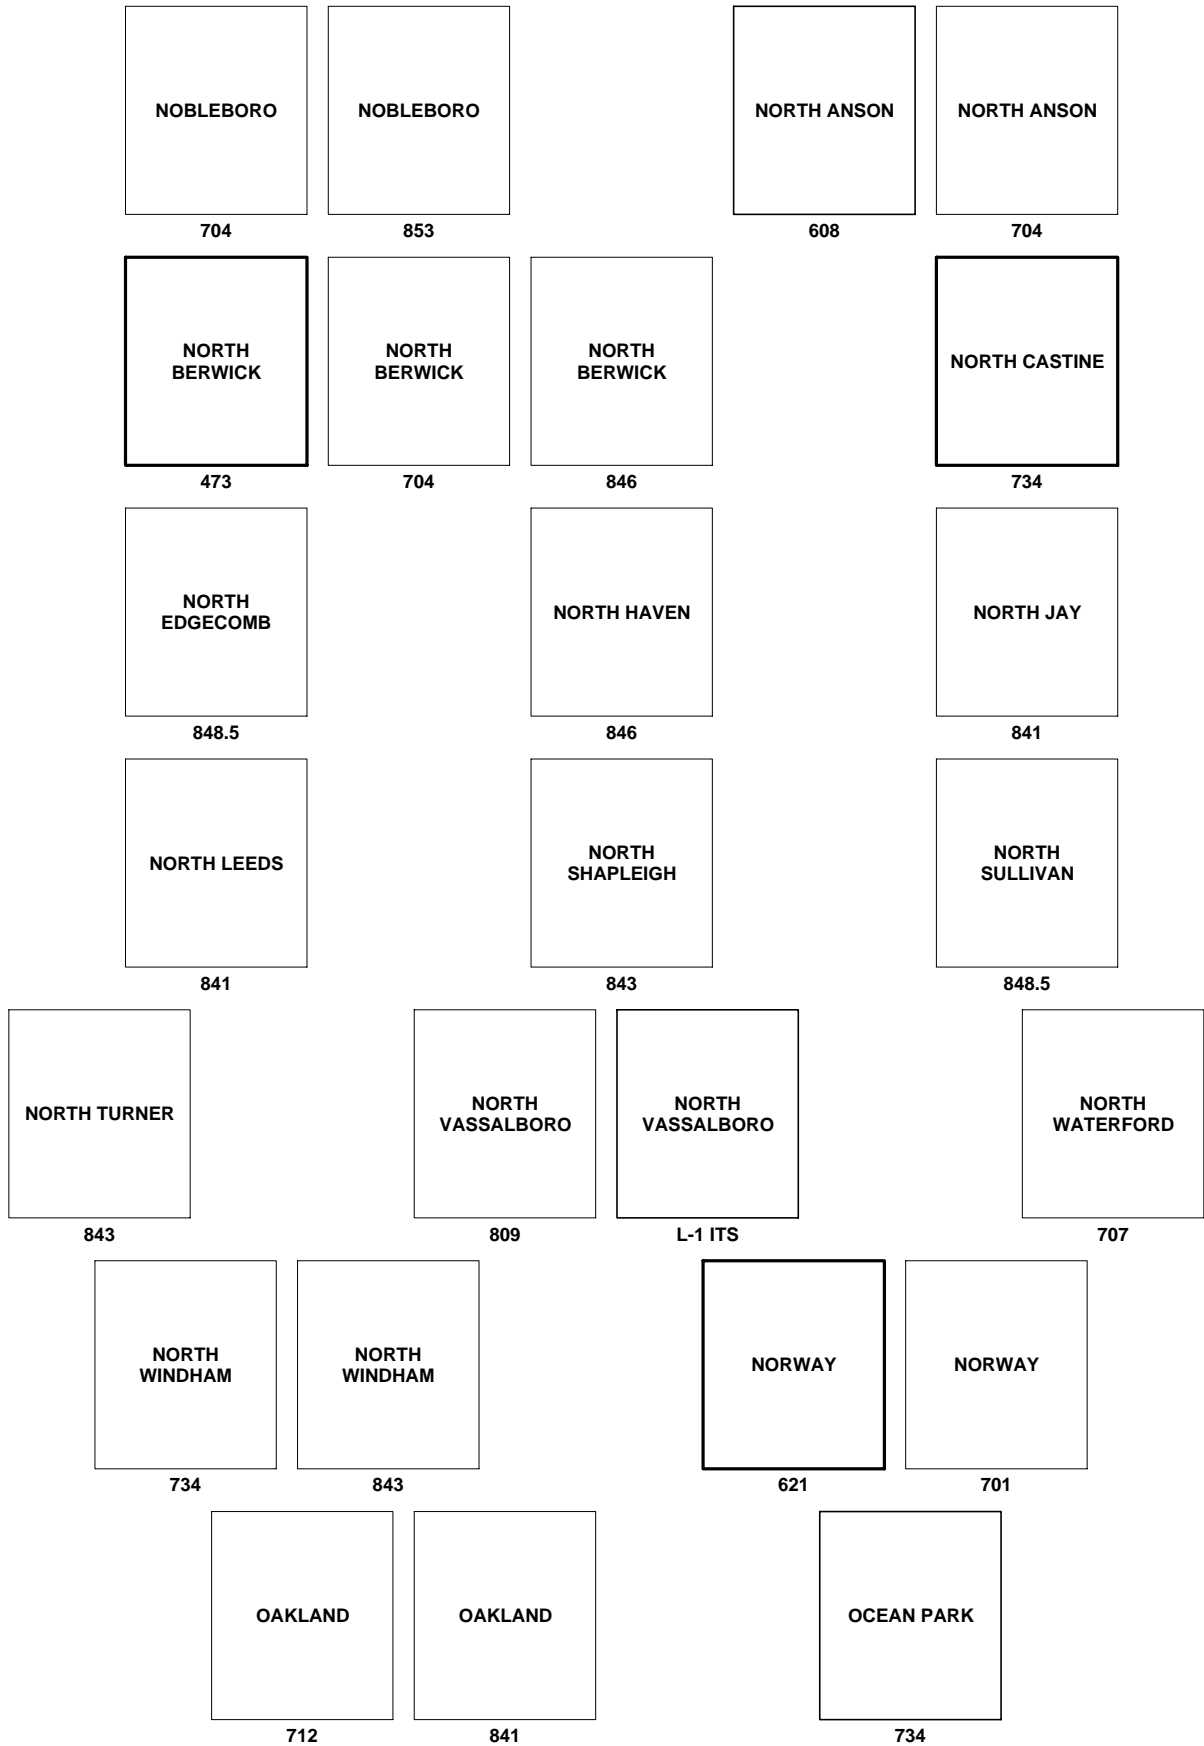 NOBLEBORO
NOBLEBORO
NORTH ANSON
NORTH ANSON
704
853
608
704
NORTH
BERWICK
NORTH
BERWICK
NORTH
BERWICK
NORTH CASTINE
473
704
846
734
NORTH
EDGECOMB
NORTH HAVEN
NORTH JAY
848.5
846
841
NORTH LEEDS
NORTH
SHAPLEIGH
NORTH
SULLIVAN
841
843
848.5
NORTH TURNER
NORTH
VASSALBORO
NORTH
VASSALBORO
NORTH
WATERFORD
843
809
L-1 ITS
707
NORTH
WINDHAM
NORTH
WINDHAM
NORWAY
NORWAY
734
843
621
701
OAKLAND
OAKLAND
OCEAN PARK
712
841
734